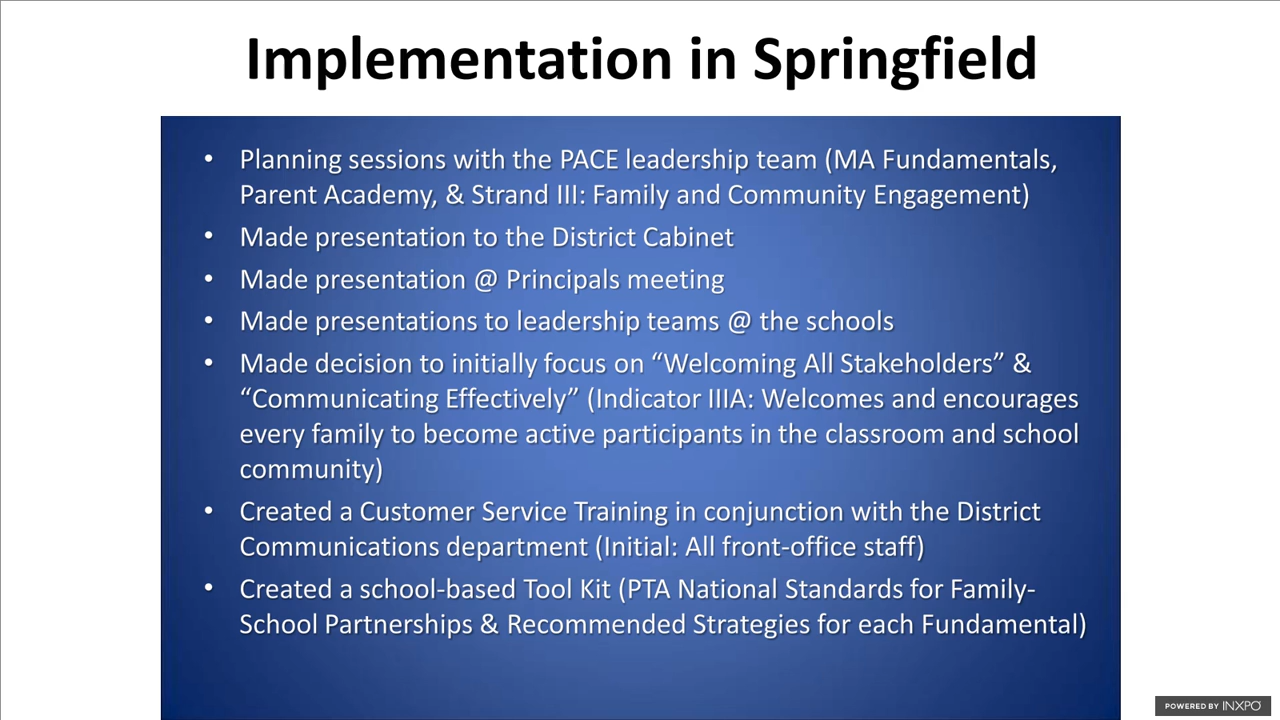 Implementation in Springfield
• Planning sessions with the PACE leadership team (MA Fundamentals,
Parent Academy, & Strand III: Family and Community Engagement)
• Made presentation to the District Cabinet
• Made presentation @ Principals meeting
• Made presentations to leadership teams @ the schools
• Made decision to initially focus on “Welcoming All Stakeholders” &
“Communicating Effectively” (Indicator IIIA: Welcomes and encourages
every family to become active participants in the classroom and school
community)
• Created a Customer Service Training in conjunction with the District
Communications department (Initial: All front-office staff)
• Created a school-based Tool Kit (PTA National Standards for Family-
School Partnerships & Recommended Strategies for each Fundamental)
POWERED BY INXPO